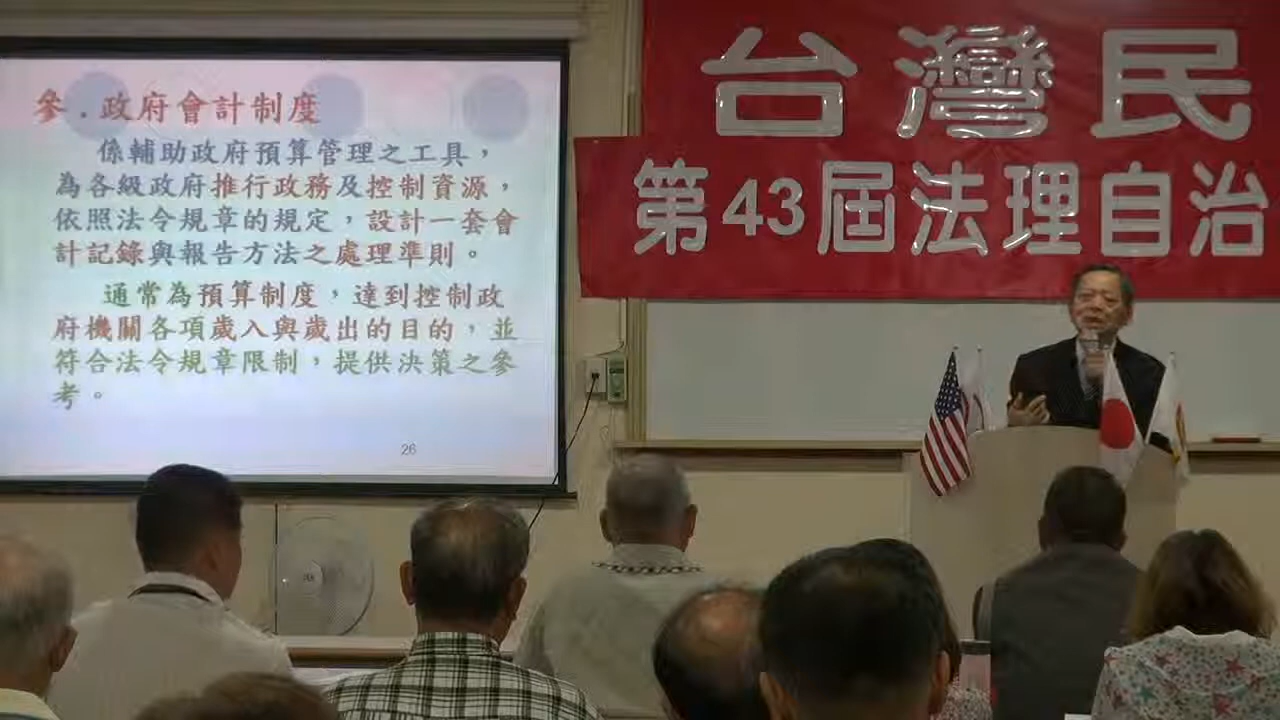 參.政府會計制度
係輔助政府預算管理之工具，
為各級政府推行政務及控制資源，
依照法令規章的規定，設計一套會
計記錄與報告方法之處理準則。
通常為預算制度，達到控制政
府機關各項歲入與歲出的目的，並
符合法令規章限制，提供決策之參
考。
26
台灣民
第43屆法理自治